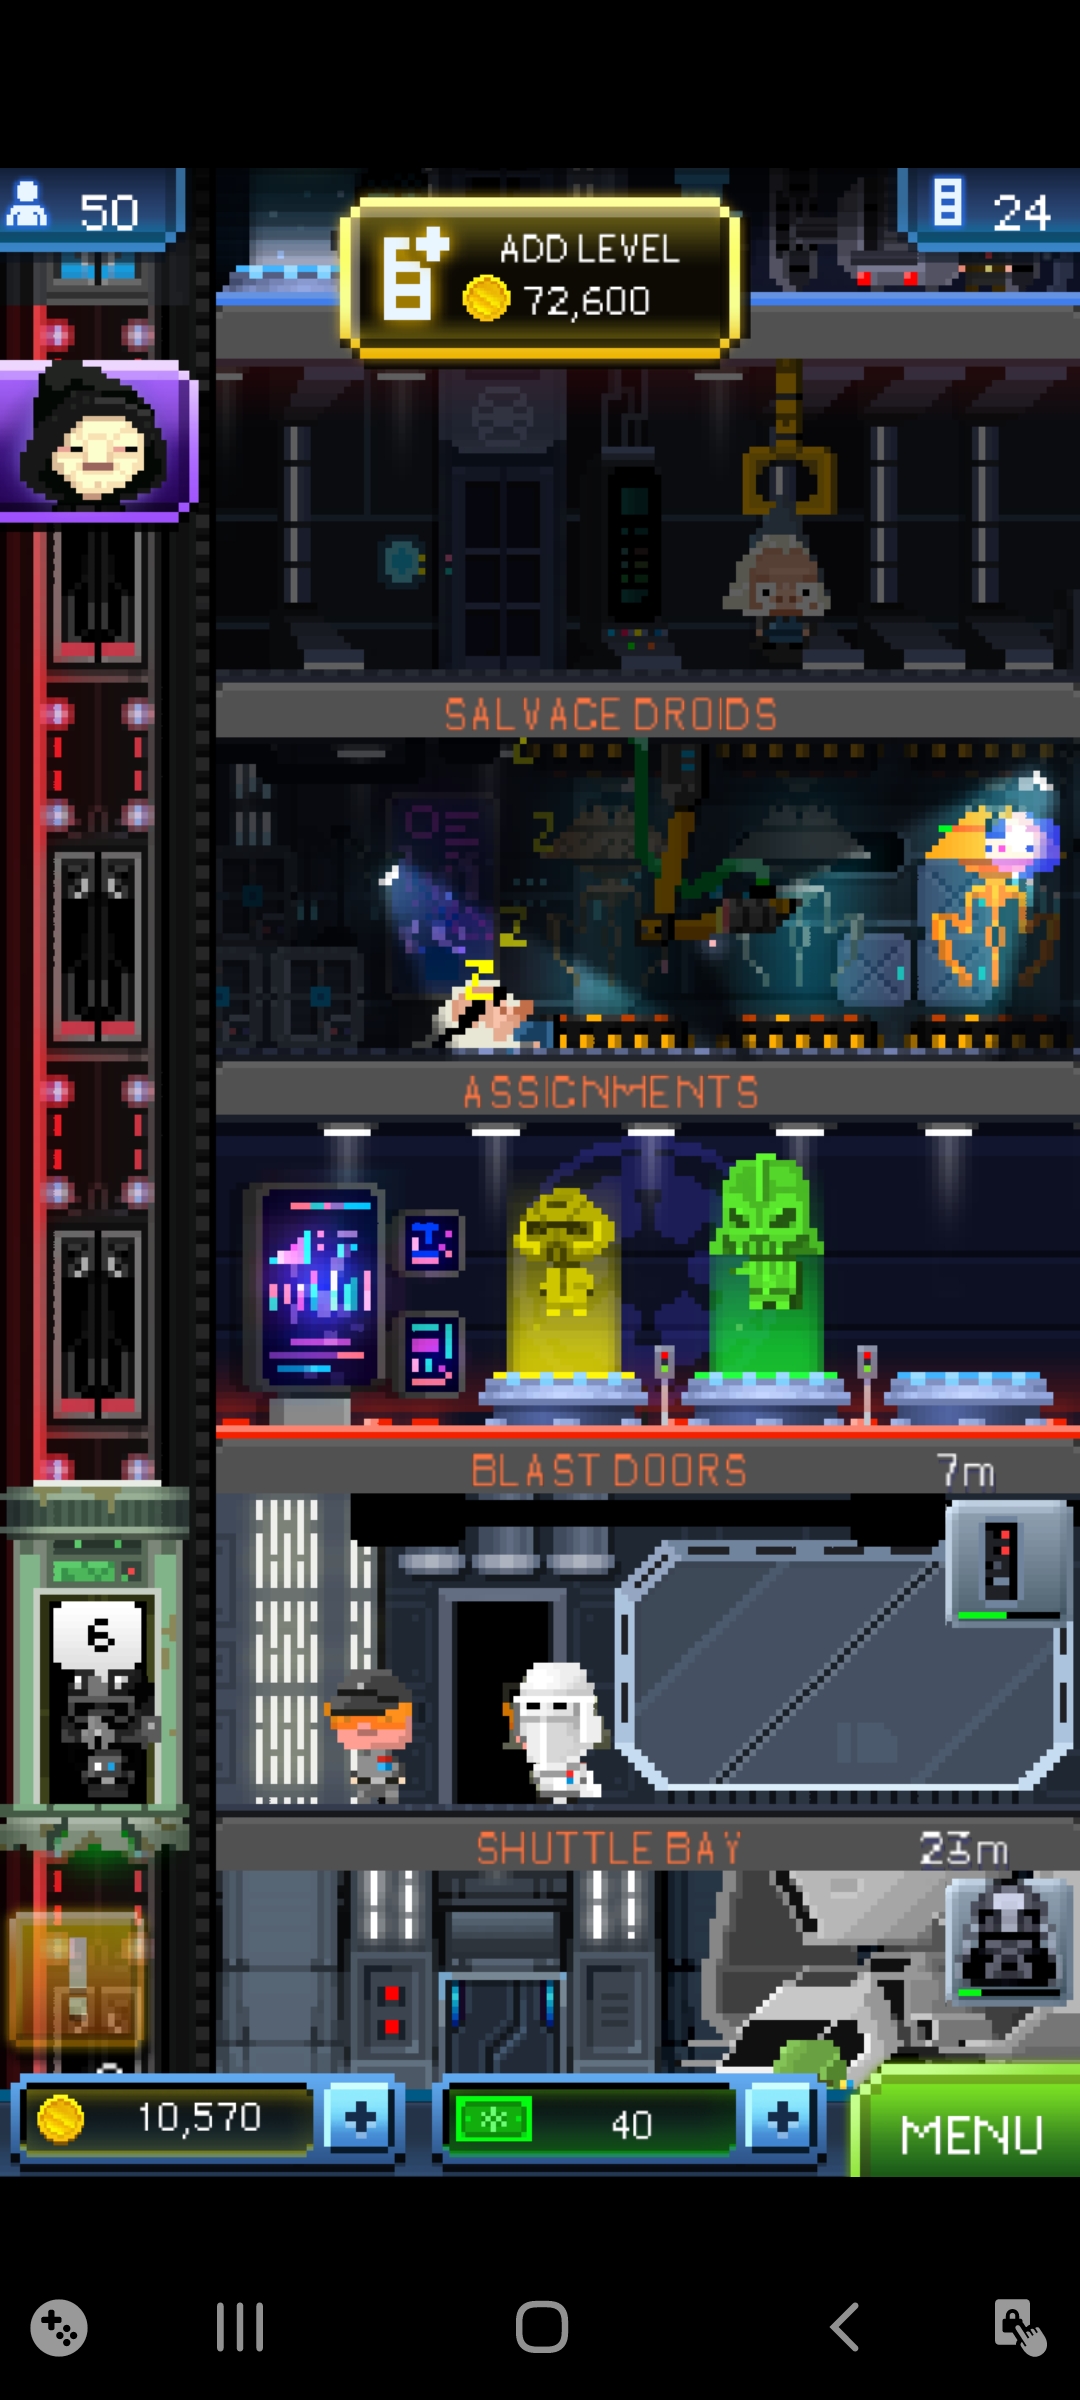 50
24
ADD LEVEL
72,600
SALVAGE DROIDS
Z
Z
Z
Z
ASSIGNMENTS
BLAST DOORS
7m
6
SHUTTLE BAY
10,570
40
MENU